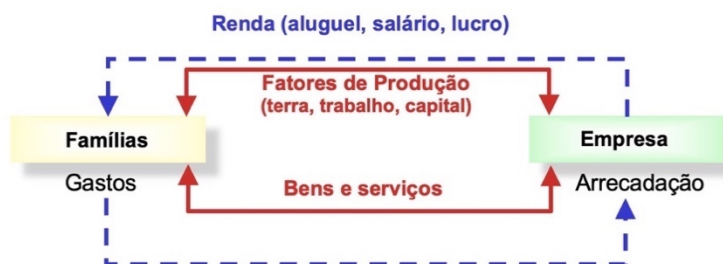 Renda (aluguel, salário, lucro)
Fatores de Produção
(terra, trabalho, capital)
Famílias
Empresa
Gastos
Bens e serviços
Arrecadação